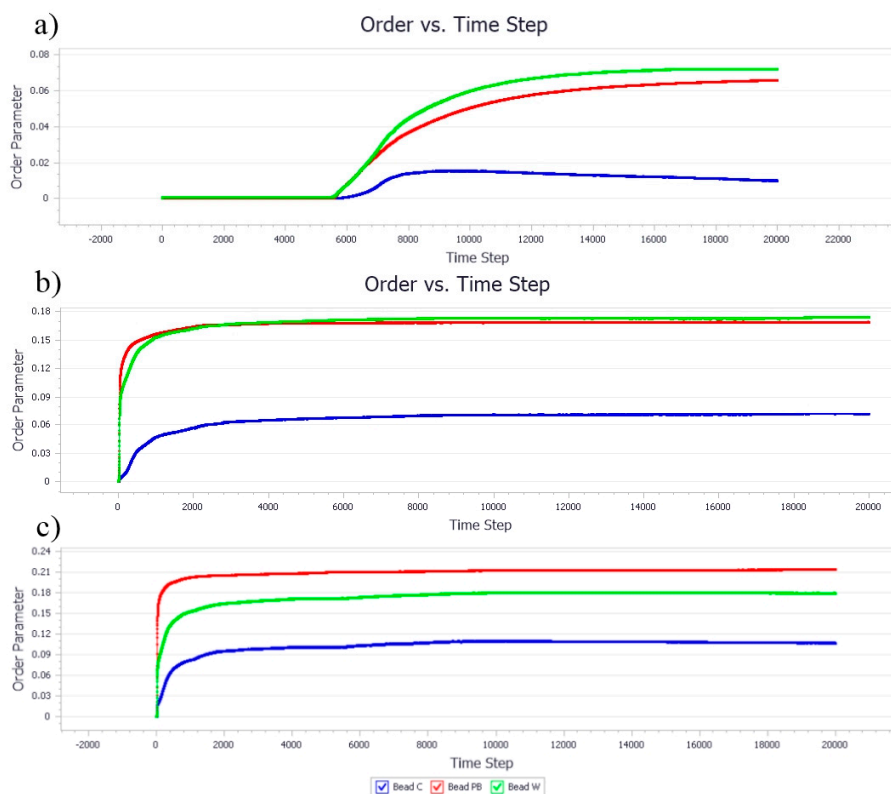 a)
Order vs. Time Step
Order Parameter
0.08
0.06
0.04
0.02
0
-2000 0 2000 4000 6000 8000 10000 12000 14000 16000 18000 20000 22000
Time Step
b)
Order vs. Time Step
Order Parameter
0.18
0.15
0.12
0.09
0.06
0.03
0
0 2000 4000 6000 8000 10000 12000 14000 16000 18000 20000
Time Step
c)
Order Parameter
0.24
0.21
0.18
0.15
0.12
0.09
0.06
0.03
0
-2000 0 2000 4000 6000 8000 10000 12000 14000 16000 18000 20000
Time Step
Bead C Bead PB Bead W